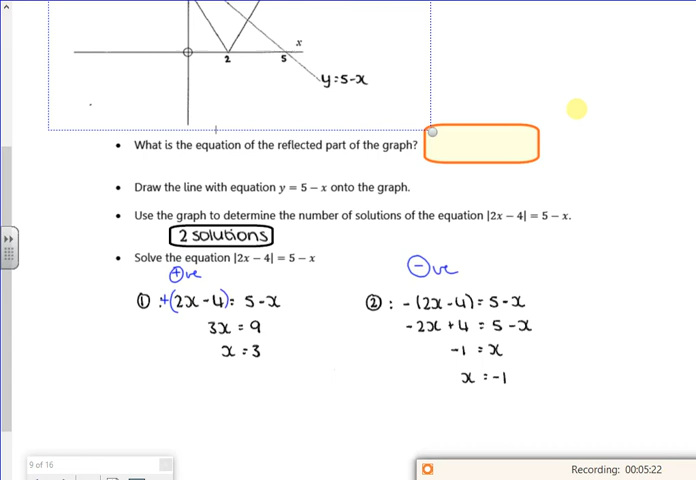 x
2
5
y=5-x
• What is the equation of the reflected part of the graph?
• Draw the line with equation y = 5 – x onto the graph.
• Use the graph to determine the number of solutions of the equation |2x – 4| = 5 – x.
2 solutions
• Solve the equation |2x – 4| = 5 – x
⊕ve
① :+(2x-4)= 5-x
3x = 9
x = 3
⊖ve
② : -(2x-4)=5-x
-2x+4 = 5-x
-1 = x
x = -1
9 of 16
Recording: 00:05:22